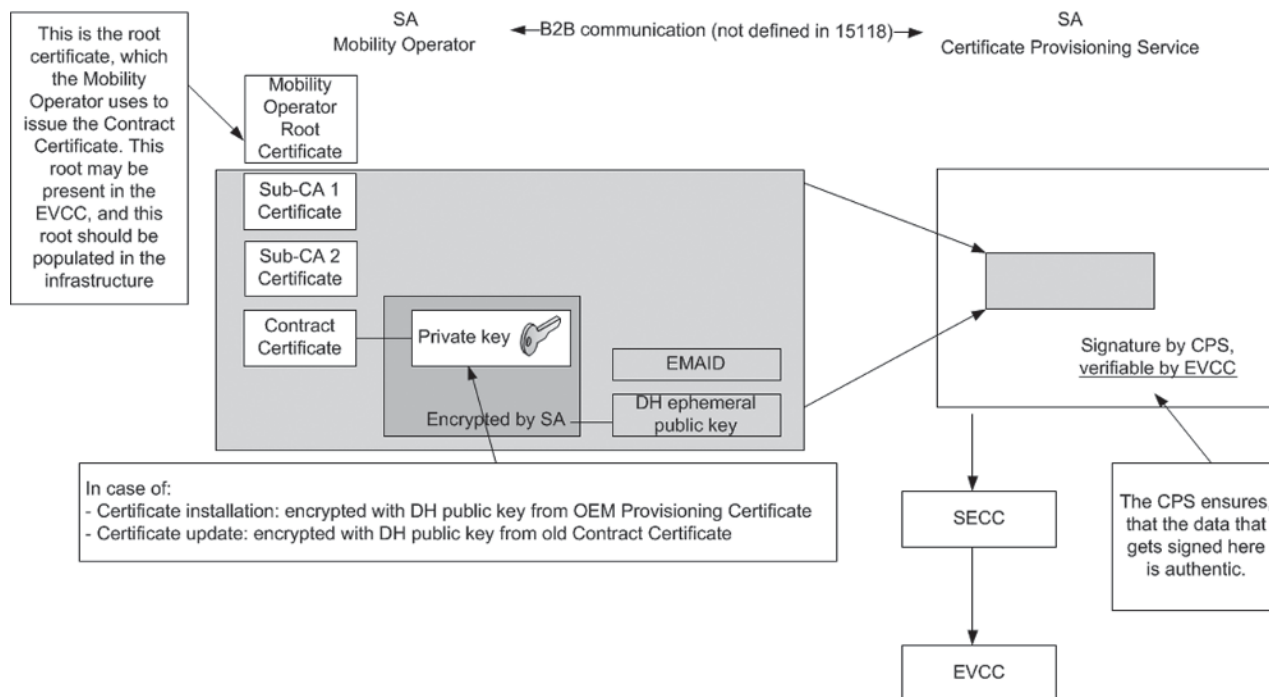 This is the root
certificate, which
the Mobility
Operator uses to
issue the Contract
Certificate. This
root may be
present in the
EVCC, and this
root should be
populated in the
infrastructure
SA
Mobility Operator
B2B communication (not defined in 15118)
SA
Certificate Provisioning Service
Mobility
Operator
Root
Certificate
Sub-CA 1
Certificate
Sub-CA 2
Certificate
Contract
Certificate
Private key
Encrypted by SA
EMAID
DH ephemeral
public key
Signature by CPS,
verifiable by EVCC
In case of:
- Certificate installation: encrypted with DH public key from OEM Provisioning Certificate
- Certificate update: encrypted with DH public key from old Contract Certificate
SECC
The CPS ensures,
that the data that
gets signed here
is authentic.
EVCC